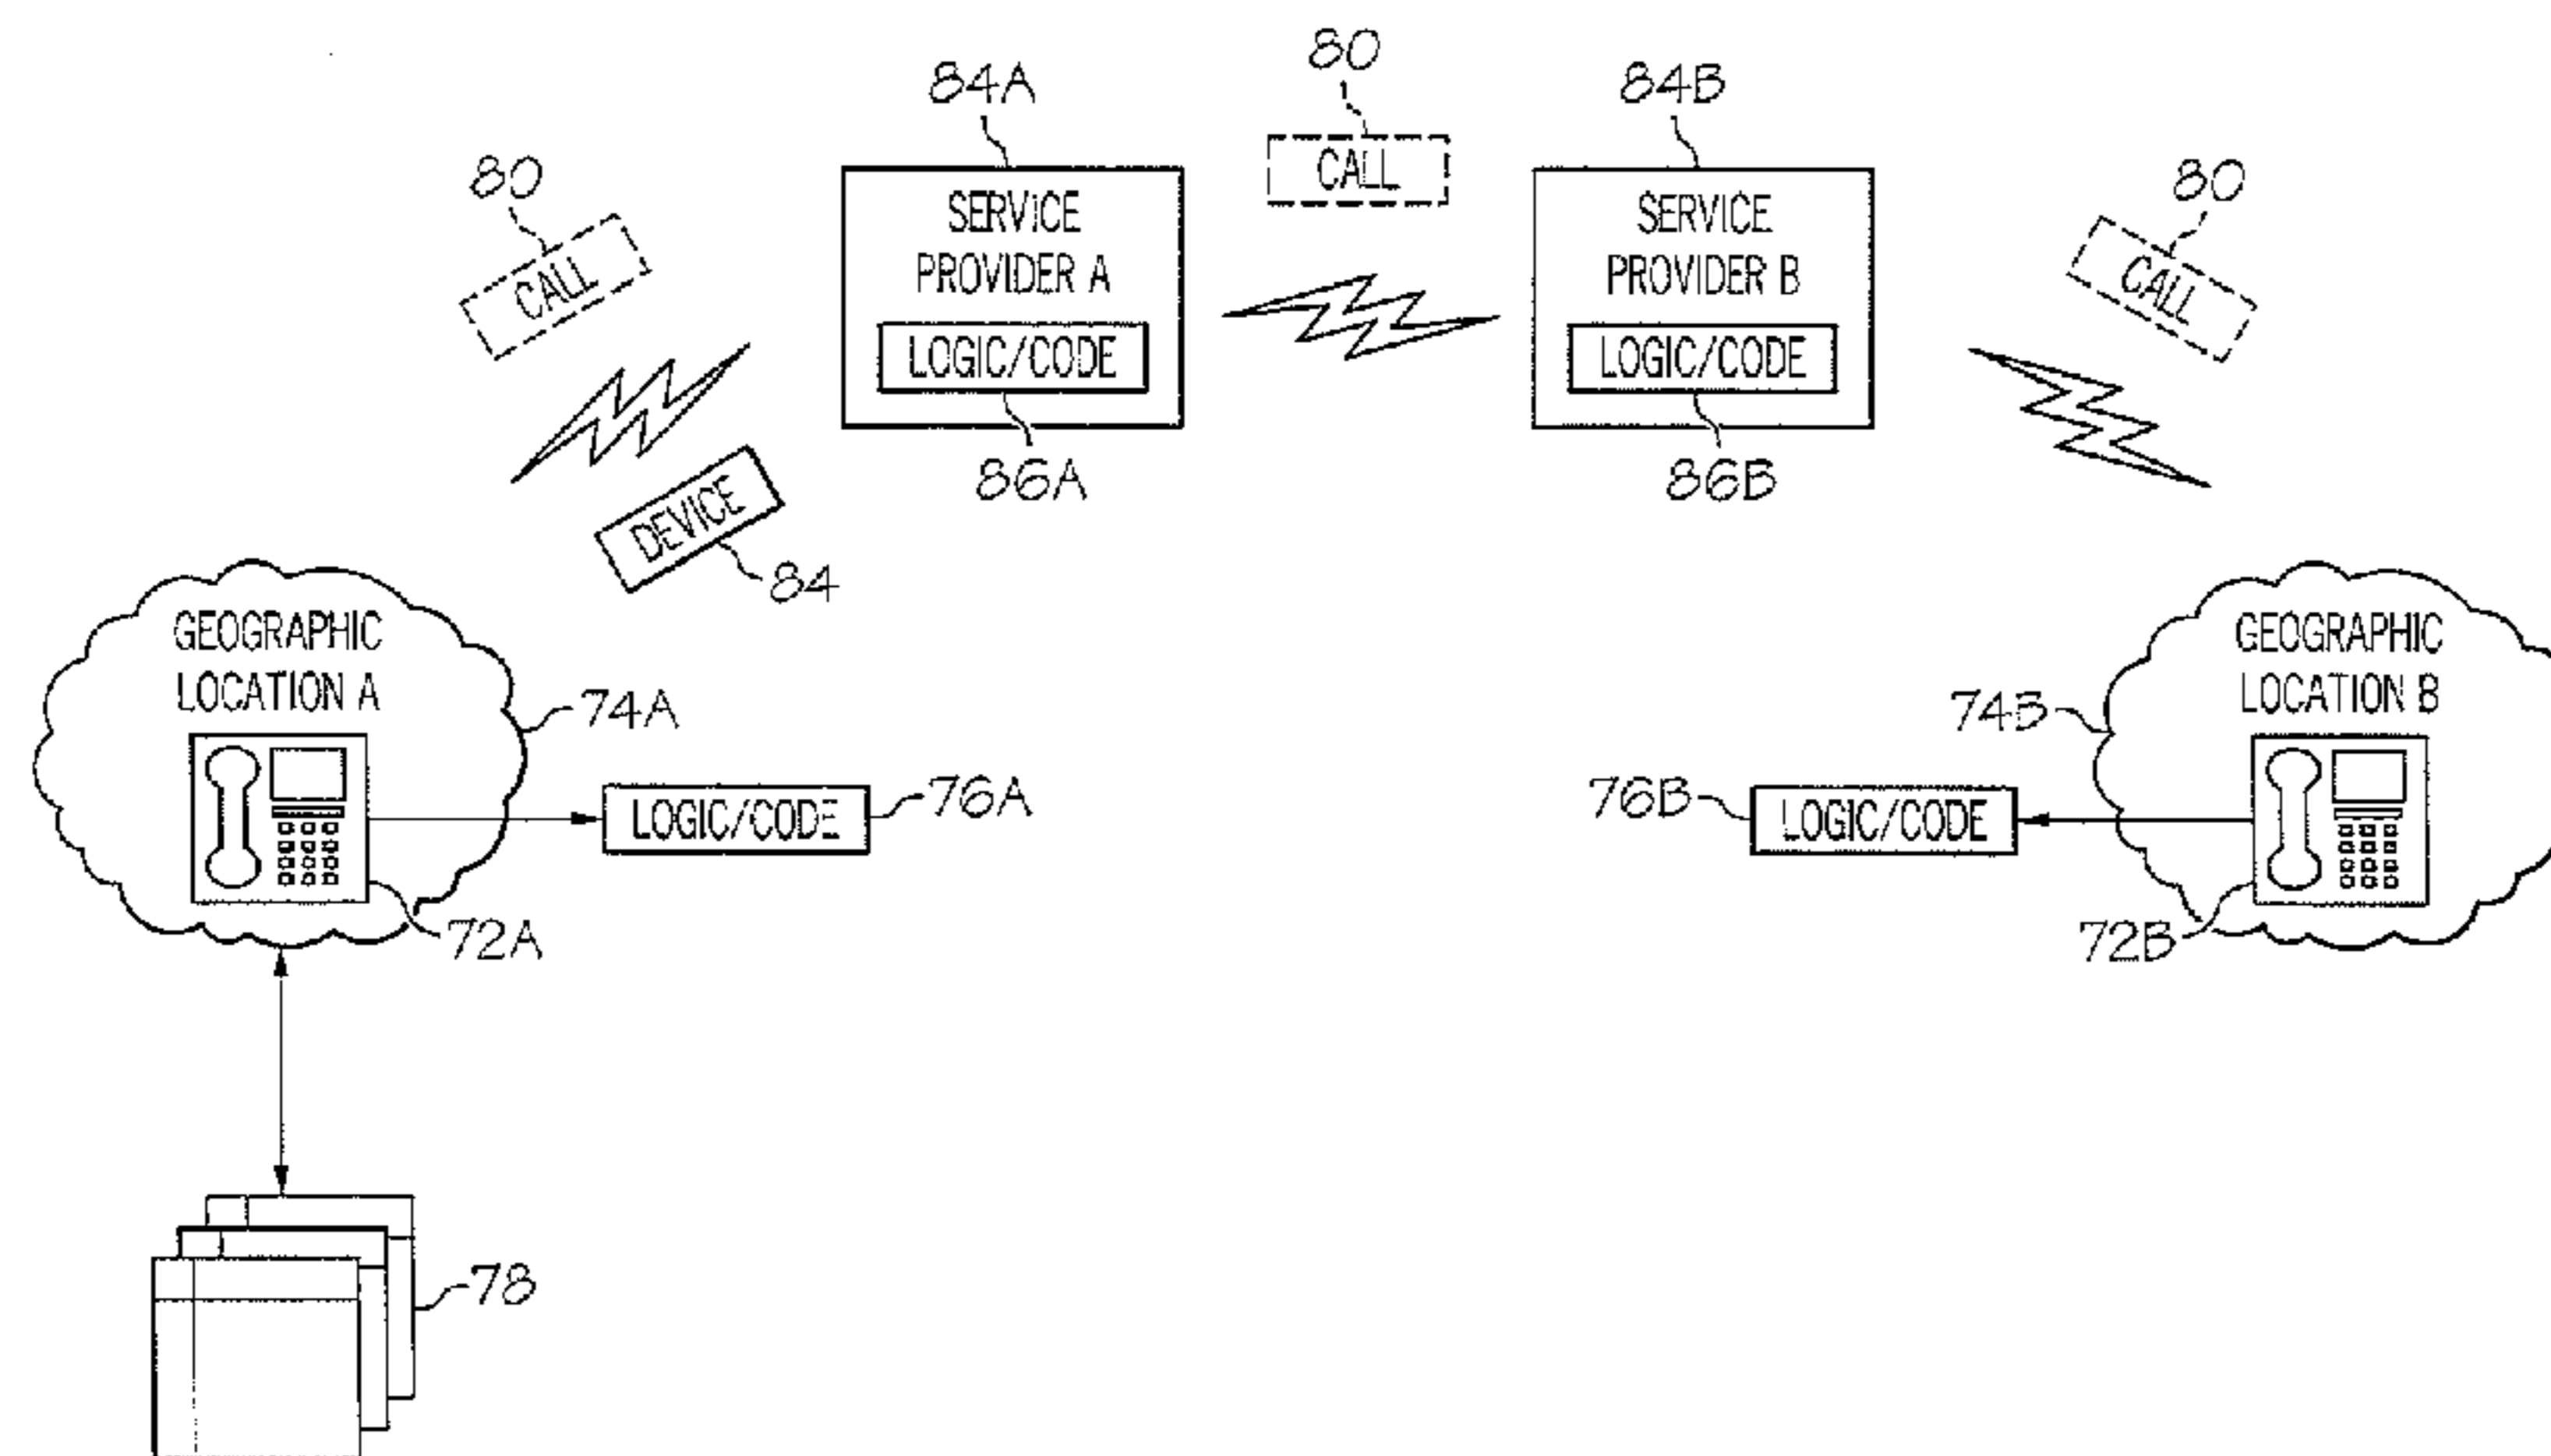 80
84A
84B
80
CALL
80
CALL
SERVICE
PROVIDER A
LOGIC/CODE
SERVICE
PROVIDER B
LOGIC/CODE
CALL
86A
86B
DEVICE
84
GEOGRAPHIC
LOCATION A
74A
GEOGRAPHIC
LOCATION B
74B
LOGIC/CODE
76A
76B
LOGIC/CODE
72A
72B
78